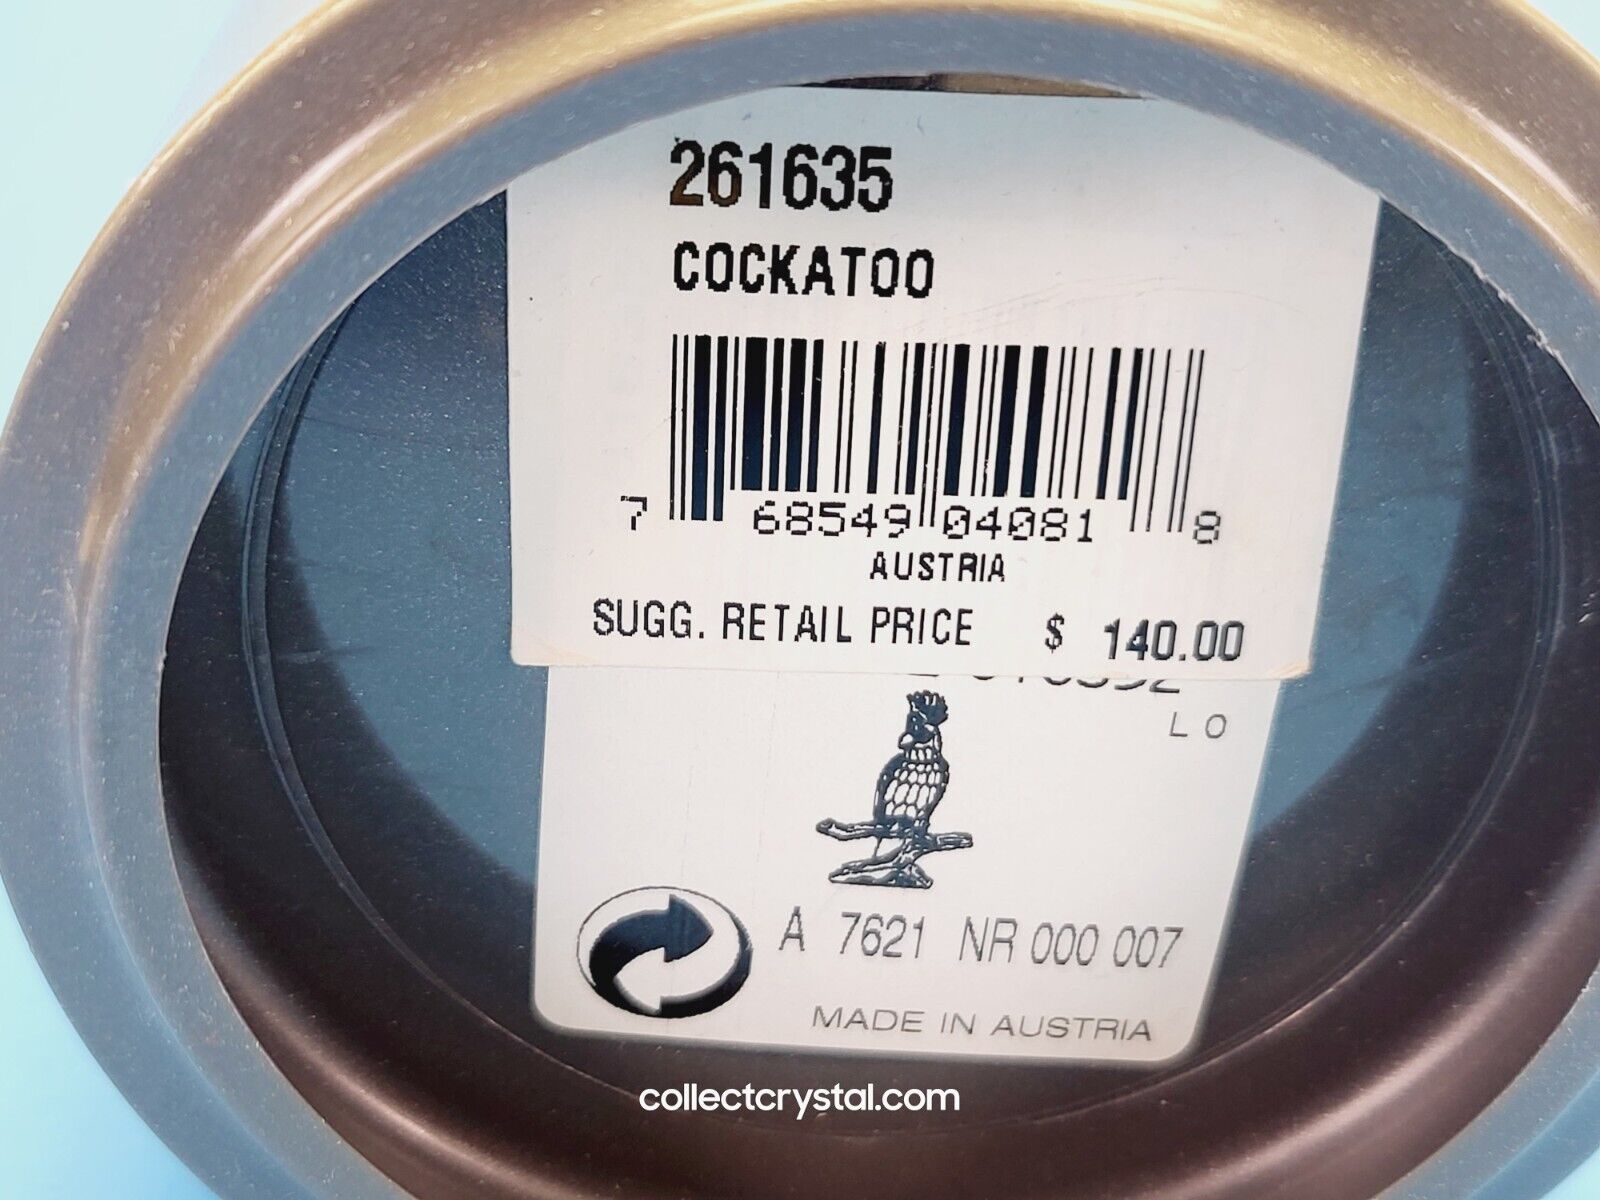 261635
COCKATOO
7 68549 04081 8
AUSTRIA
SUGG. RETAIL PRICE $ 140.00
L O
A 7621 NR 000 007
MADE IN AUSTRIA
collectcrystal.com